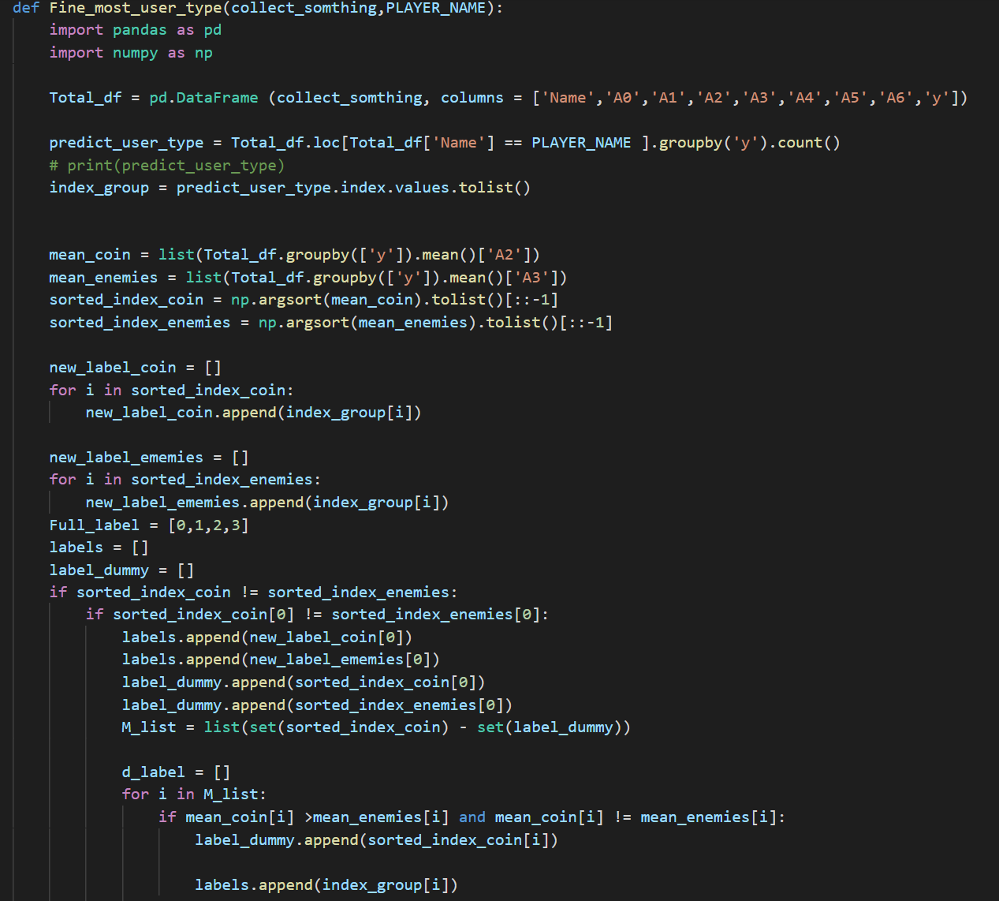 def Fine_most_user_type(collect_somthing,PLAYER_NAME):
    import pandas as pd
    import numpy as np

    Total_df = pd.DataFrame (collect_somthing, columns = ['Name','A0','A1','A2','A3','A4','A5','A6','y'])

    predict_user_type = Total_df.loc[Total_df['Name'] == PLAYER_NAME ].groupby('y').count()
    # print(predict_user_type)
    index_group = predict_user_type.index.values.tolist()


    mean_coin = list(Total_df.groupby(['y']).mean()['A2'])
    mean_enemies = list(Total_df.groupby(['y']).mean()['A3'])
    sorted_index_coin = np.argsort(mean_coin).tolist()[::-1]
    sorted_index_enemies = np.argsort(mean_enemies).tolist()[::-1]

    new_label_coin = []
    for i in sorted_index_coin:
        new_label_coin.append(index_group[i])

    new_label_ememies = []
    for i in sorted_index_enemies:
        new_label_ememies.append(index_group[i])
    Full_label = [0,1,2,3]
    labels = []
    label_dummy = []
    if sorted_index_coin != sorted_index_enemies:
        if sorted_index_coin[0] != sorted_index_enemies[0]:
            labels.append(new_label_coin[0])
            labels.append(new_label_ememies[0])
            label_dummy.append(sorted_index_coin[0])
            label_dummy.append(sorted_index_enemies[0])
            M_list = list(set(sorted_index_coin) - set(label_dummy))

            d_label = []
            for i in M_list:
                if mean_coin[i] >mean_enemies[i] and mean_coin[i] != mean_enemies[i]:
                    label_dummy.append(sorted_index_coin[i])

                    labels.append(index_group[i])